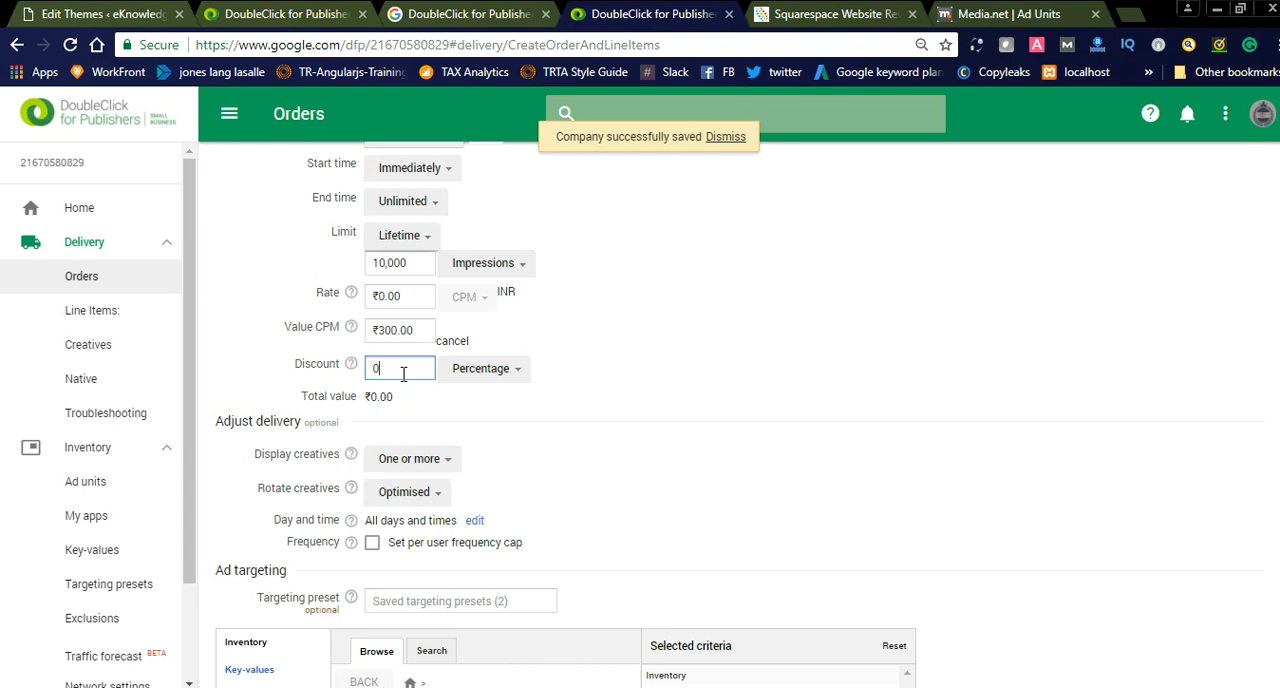 Edit Themes ‹ eKnowled × DoubleClick for Publishe × DoubleClick for Publishe × DoubleClick for Publishe × Squarespace Website Re × Media.net | Ad Units ×
Secure https://www.google.com/dfp/21670580829#delivery/CreateOrderAndLineItems
Apps WorkFront jones lang lasalle TR-Angularjs-Training TAX Analytics TRTA Style Guide Slack FB twitter Google keyword plan Copyleaks localhost » Other bookmarks
DoubleClick
for Publishers SMALL BUSINESS
Orders
Company successfully saved Dismiss
21670580829
Home
Delivery
Orders
Line Items:
Creatives
Native
Troubleshooting
Inventory
Ad units
My apps
Key-values
Targeting presets
Exclusions
Traffic forecast BETA
Network settings
Start time Immediately
End time Unlimited
Limit Lifetime
10,000 Impressions
Rate ? ₹0.00 CPM INR
Value CPM ? ₹300.00 cancel
Discount ? 0 Percentage
Total value ₹0.00
Adjust delivery optional
Display creatives ? One or more
Rotate creatives ? Optimised
Day and time ? All days and times edit
Frequency ? Set per user frequency cap
Ad targeting
Targeting preset ? Saved targeting presets (2)
optional
Inventory Browse Search Selected criteria Reset
Key-values BACK > Inventory